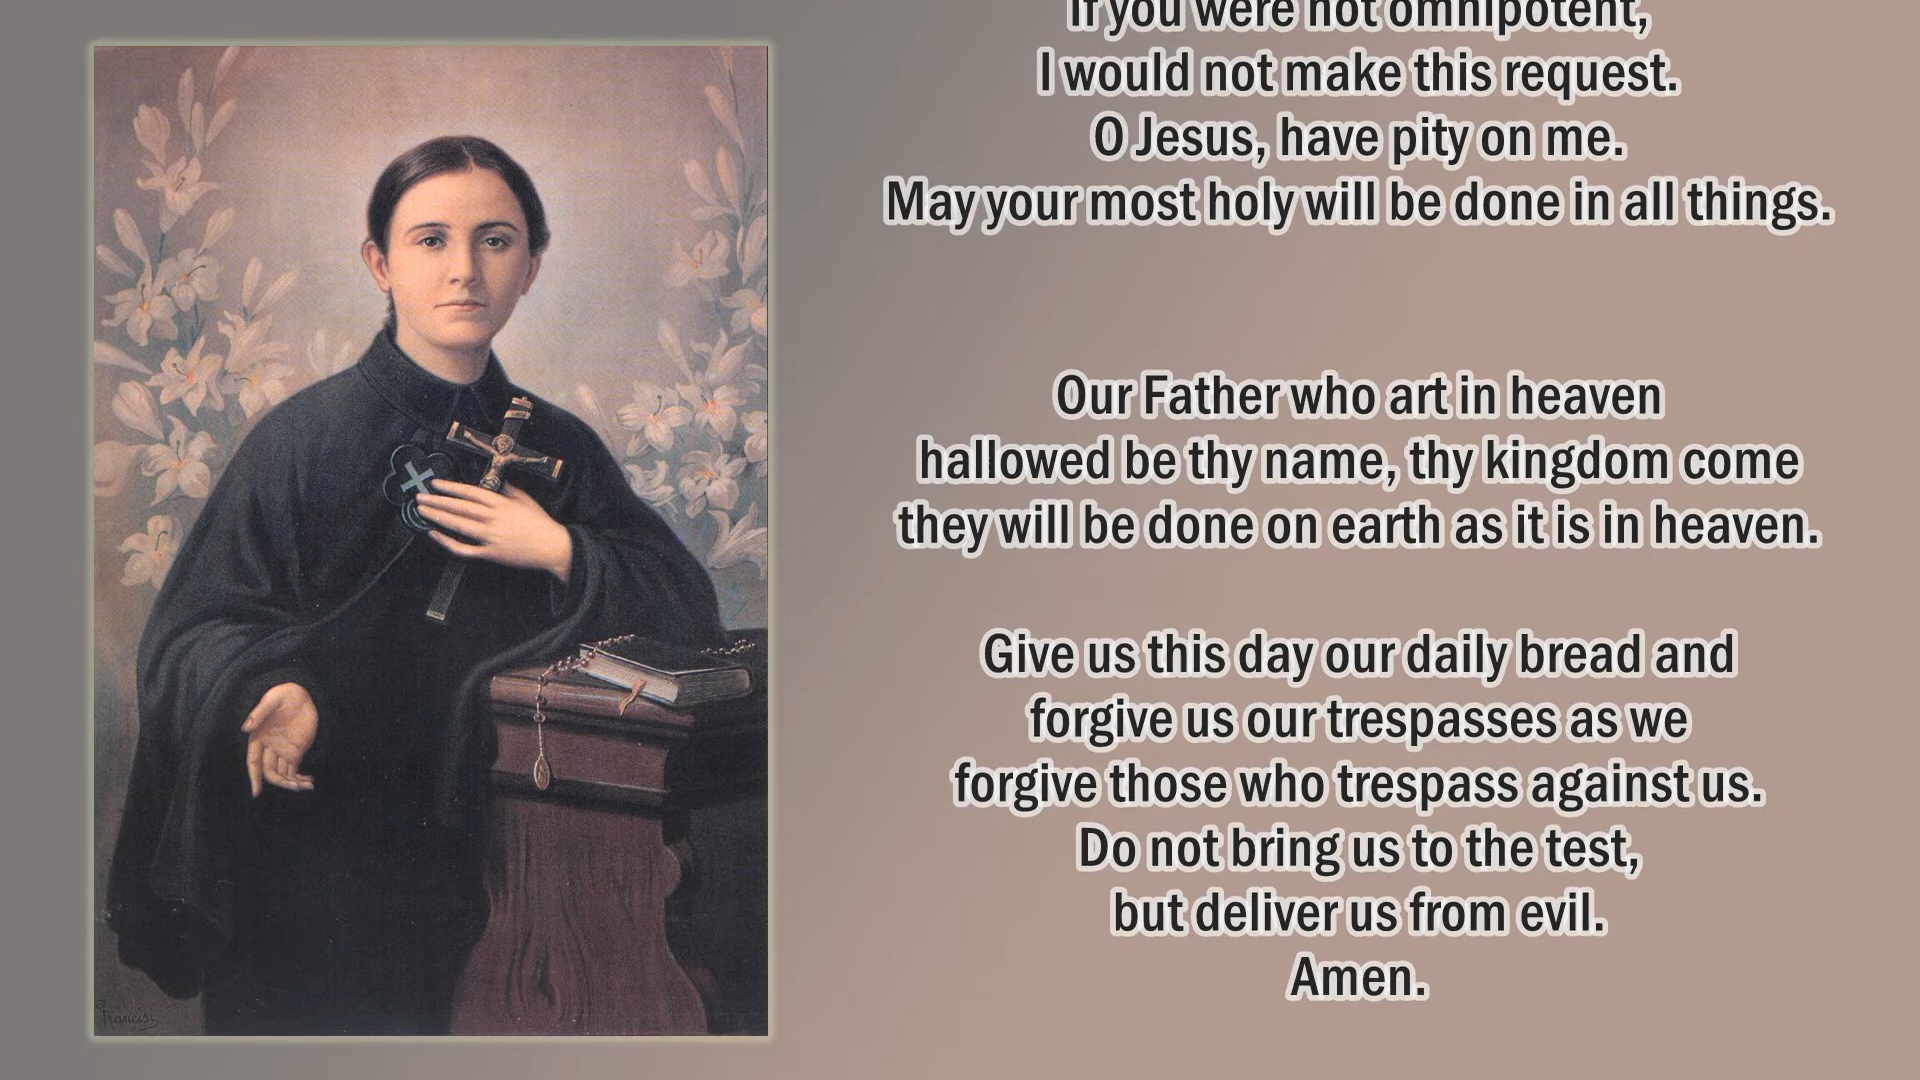 If you were not omnipotent,
I would not make this request.
O Jesus, have pity on me.
May your most holy will be done in all things.
Our Father who art in heaven
hallowed be thy name, thy kingdom come
they will be done on earth as it is in heaven.
Give us this day our daily bread and
forgive us our trespasses as we
forgive those who trespass against us.
Do not bring us to the test,
but deliver us from evil.
Amen.